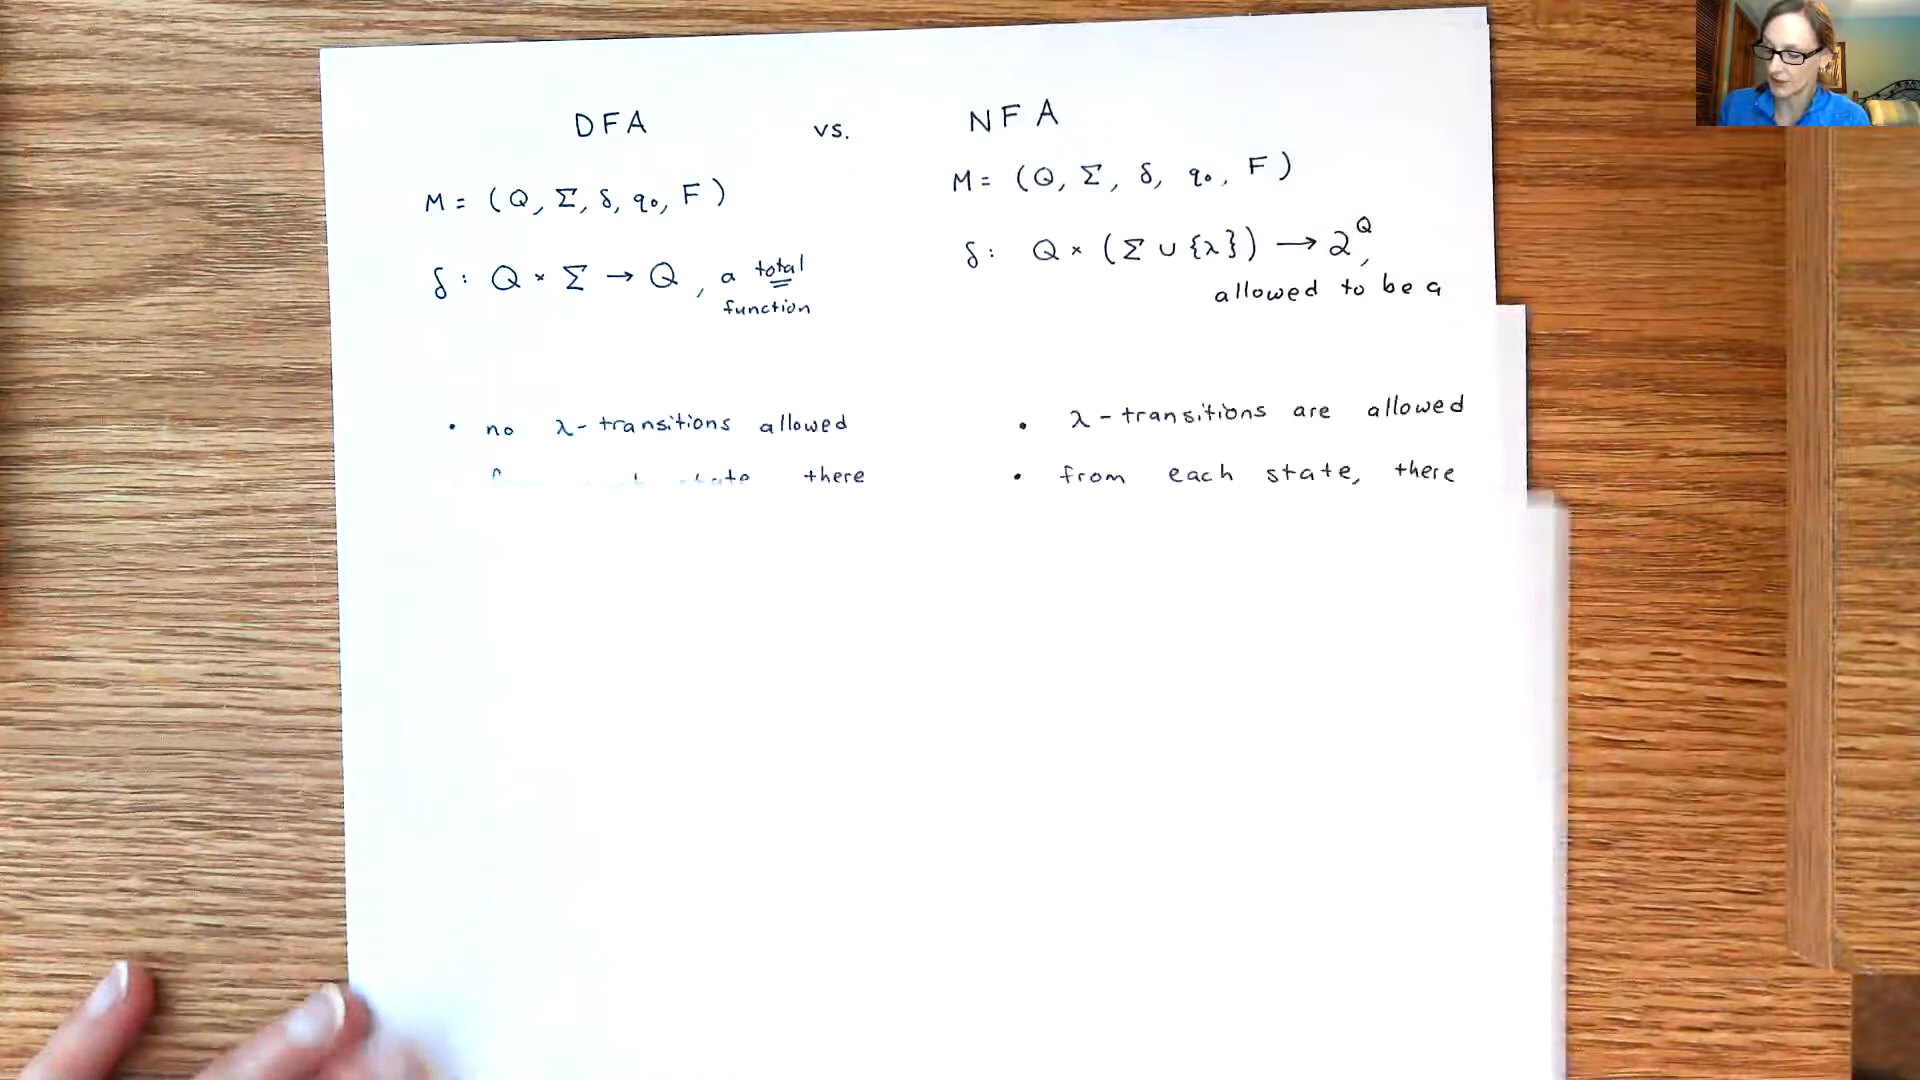 DFA vs. NFA
M = (Q, Σ, δ, q₀, F)
δ : Q × Σ → Q, a total
function
• no λ-transitions allowed
there
M = (Q, Σ, δ, q₀, F)
δ : Q × (Σ ∪ {λ}) → 2^Q,
allowed to be a
• λ-transitions are allowed
• from each state, there